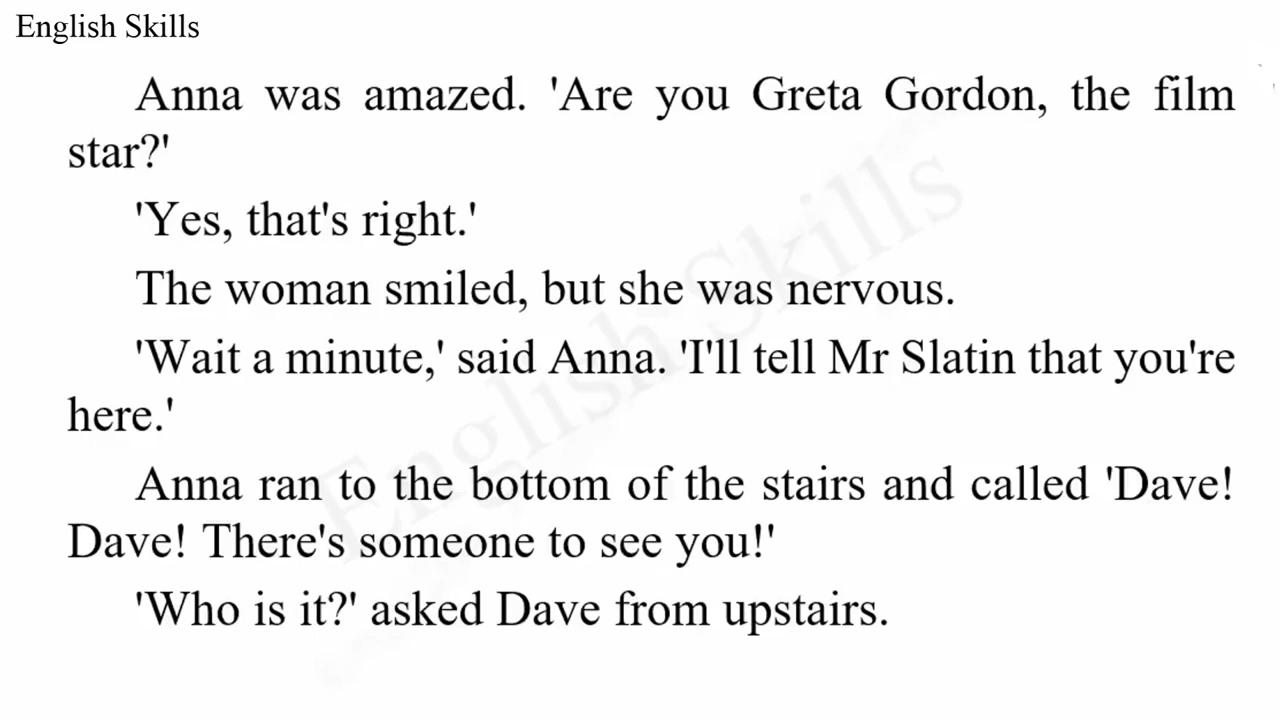 English Skills
Anna was amazed. 'Are you Greta Gordon, the film
star?'
'Yes, that's right.'
The woman smiled, but she was nervous.
'Wait a minute,' said Anna. 'I'll tell Mr Slatin that you're
here.'
Anna ran to the bottom of the stairs and called 'Dave!
Dave! There's someone to see you!'
'Who is it?' asked Dave from upstairs.
English Skills